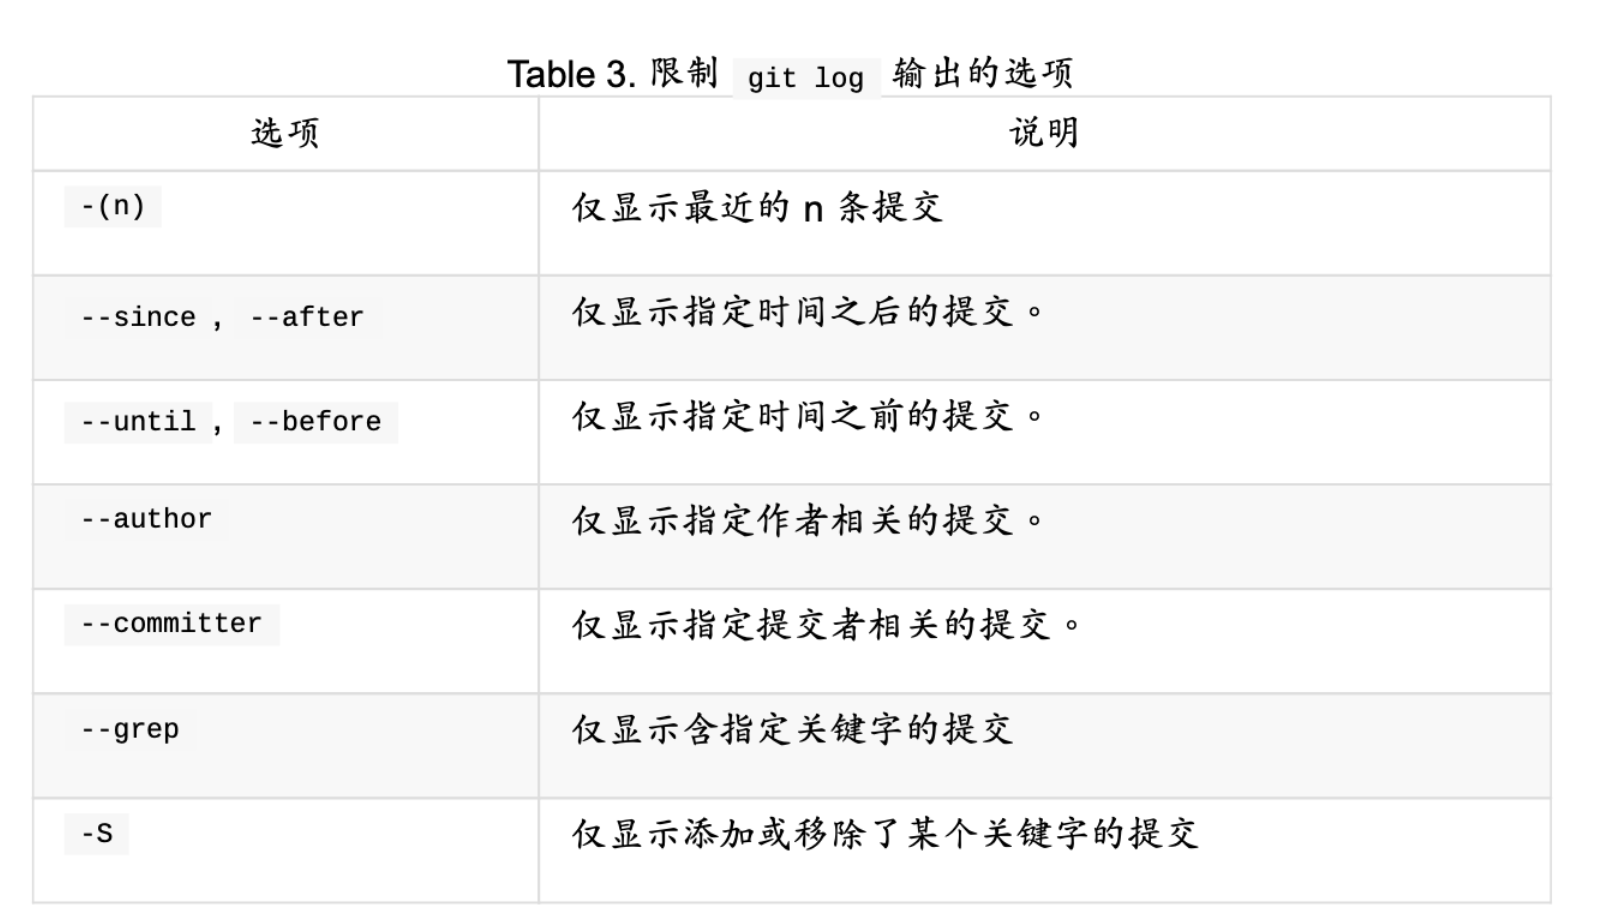 Table 3. 限制 git log 输出的选项
选项 说明
-(n) 仅显示最近的 n 条提交
--since , --after 仅显示指定时间之后的提交。
--until , --before 仅显示指定时间之前的提交。
--author 仅显示指定作者相关的提交。
--committer 仅显示指定提交者相关的提交。
--grep 仅显示含指定关键字的提交
-S 仅显示添加或移除了某个关键字的提交